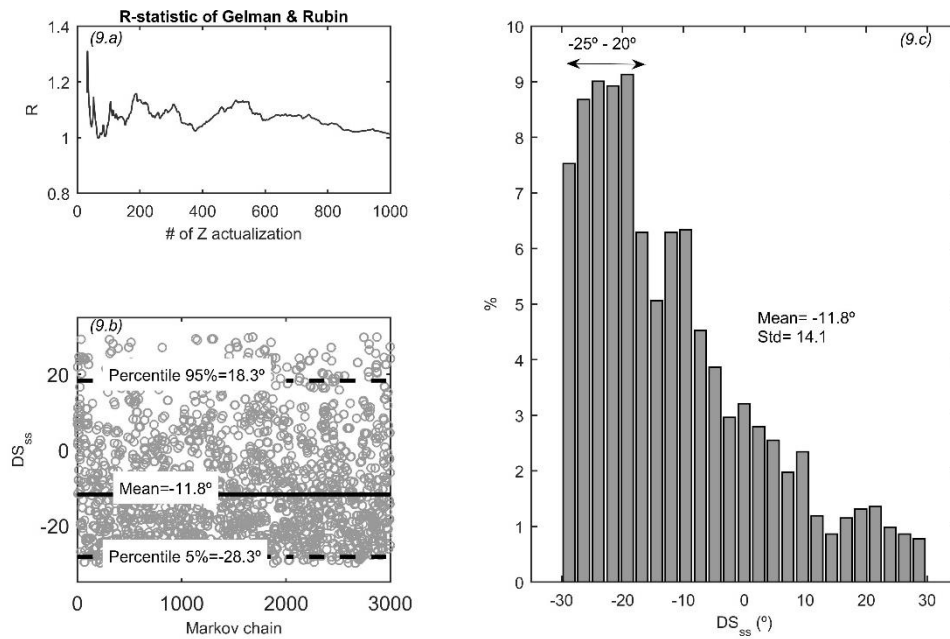 R-statistic of Gelman & Rubin
(9.a)
1.4
1.2
1
0.8
R
0
200
400
600
800
1000
# of Z actualization
(9.b)
20
0
-20
DS_ss
Percentile 95%=18.3º
Mean=-11.8º
Percentile 5%=-28.3º
0
1000
2000
3000
Markov chain
(9.c)
-25º - 20º
10
9
8
7
6
5
4
3
2
1
0
%
Mean= -11.8º
Std= 14.1
-30
-20
-10
0
10
20
30
DS_ss (º)